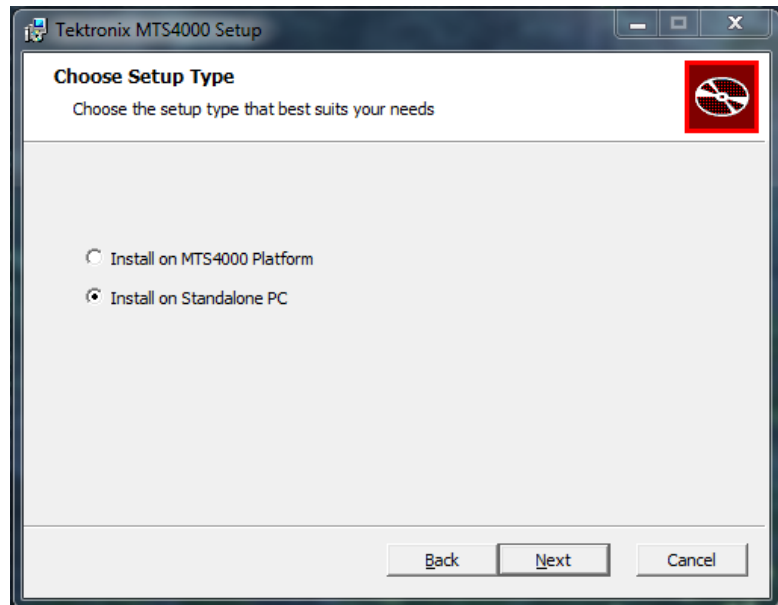 Tektronix MTS4000 Setup
Choose Setup Type
Choose the setup type that best suits your needs
Install on MTS4000 Platform
Install on Standalone PC
Back Next Cancel